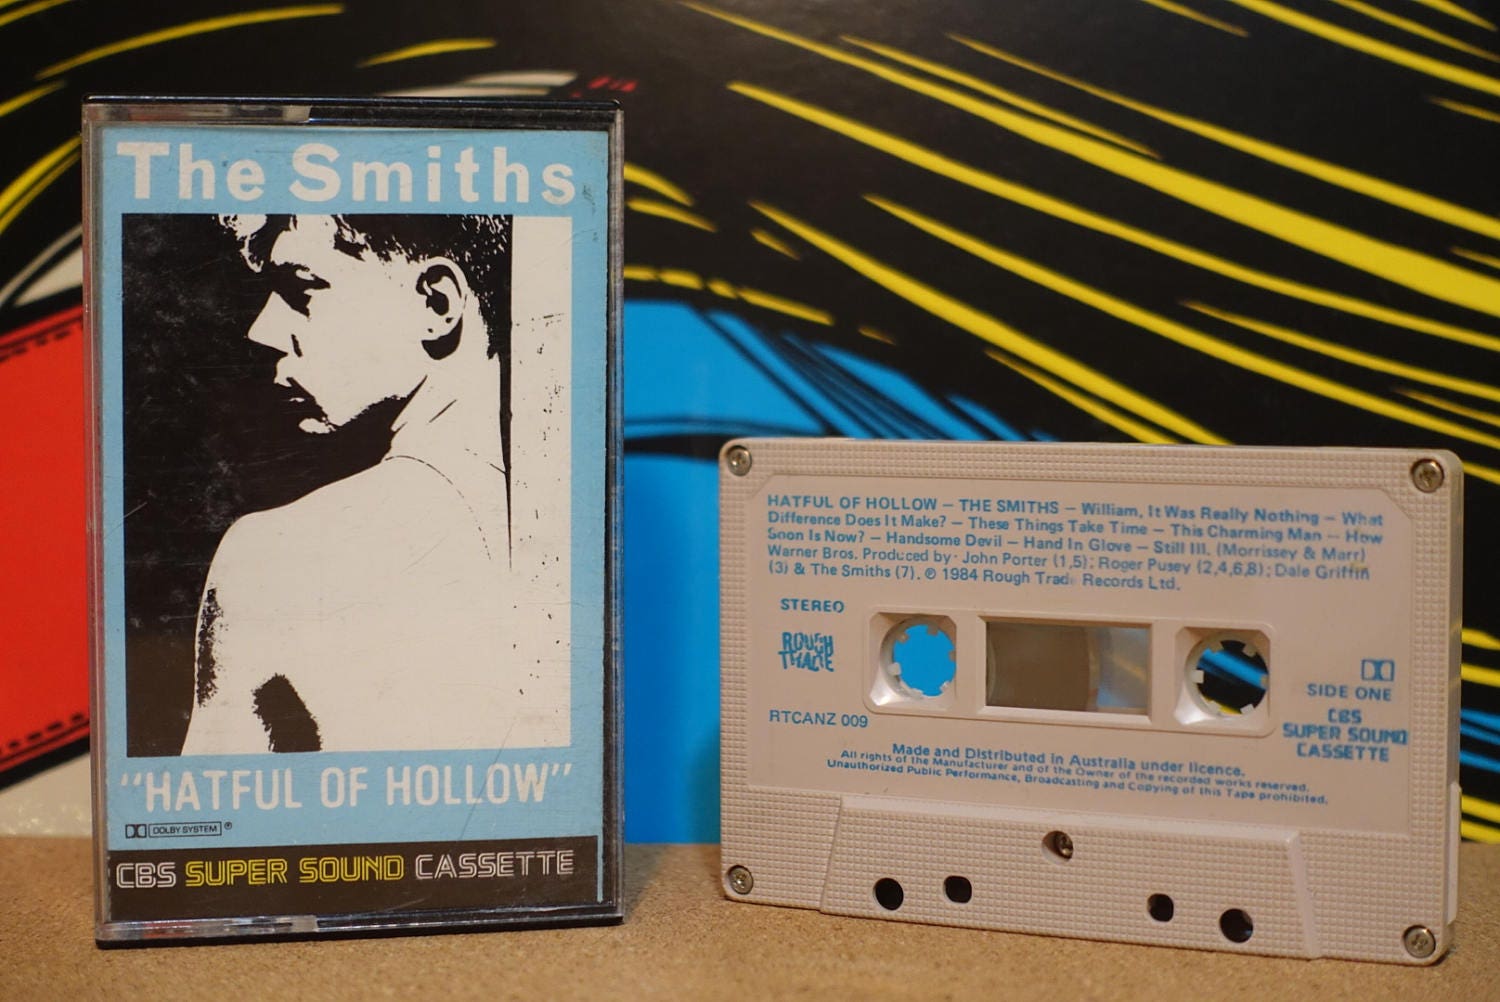 The Smiths
"HATFUL OF HOLLOW"
DOLBY SYSTEM ®
CBS SUPER SOUND CASSETTE
HATFUL OF HOLLOW — THE SMITHS — William, It Was Really Nothing — What
Difference Does It Make? — These Things Take Time — This Charming Man — How
Soon Is Now? — Handsome Devil — Hand In Glove — Still Ill. (Morrissey & Marr)
Warner Bros. Produced by· John Porter (1,5); Roger Pusey (2,4,6,8); Dale Griffin
(3) & The Smiths (7). ℗ 1984 Rough Trade Records Ltd.
STEREO
ROUGH
TRADE
RTCANZ 009
SIDE ONE
CBS
SUPER SOUND
CASSETTE
Made and Distributed in Australia under licence.
All rights of the Manufacturer and of the Owner of the recorded works reserved.
Unauthorized Public Performance, Broadcasting and Copying of this Tape prohibited.